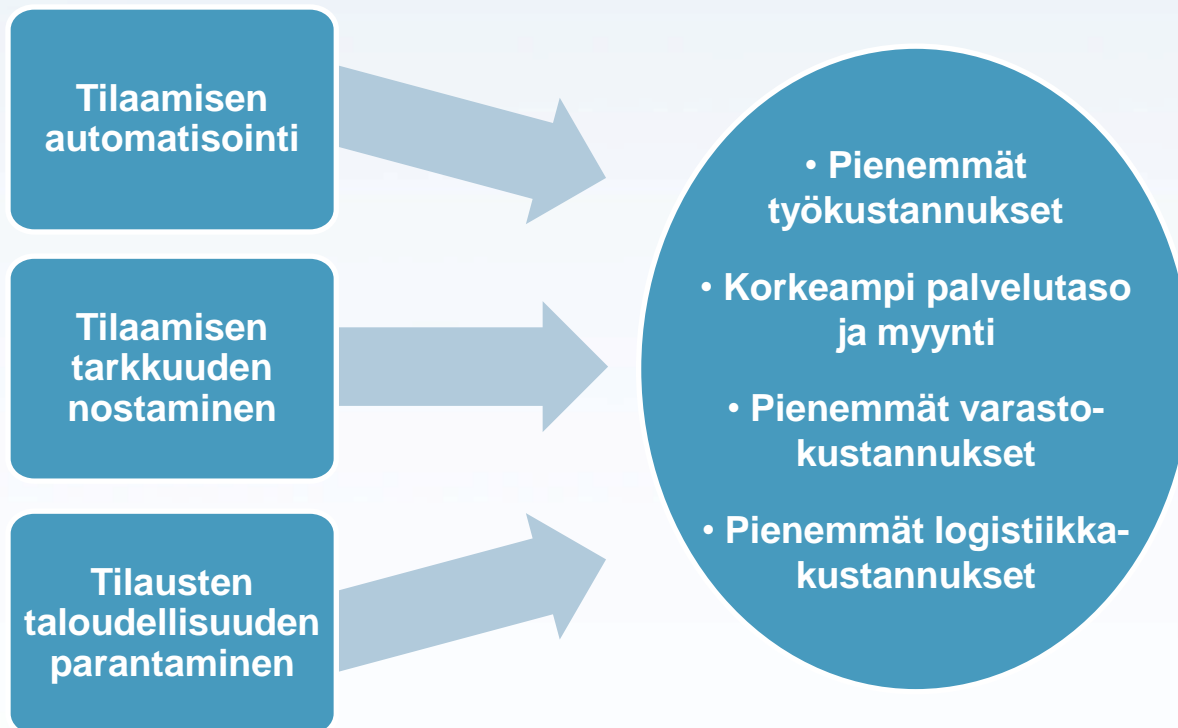 Tilaamisen
automatisointi
Tilaamisen
tarkkuuden
nostaminen
Tilausten
taloudellisuuden
parantaminen
• Pienemmät
työkustannukset
• Korkeampi palvelutaso
ja myynti
• Pienemmät varasto-
kustannukset
• Pienemmät logistiikka-
kustannukset